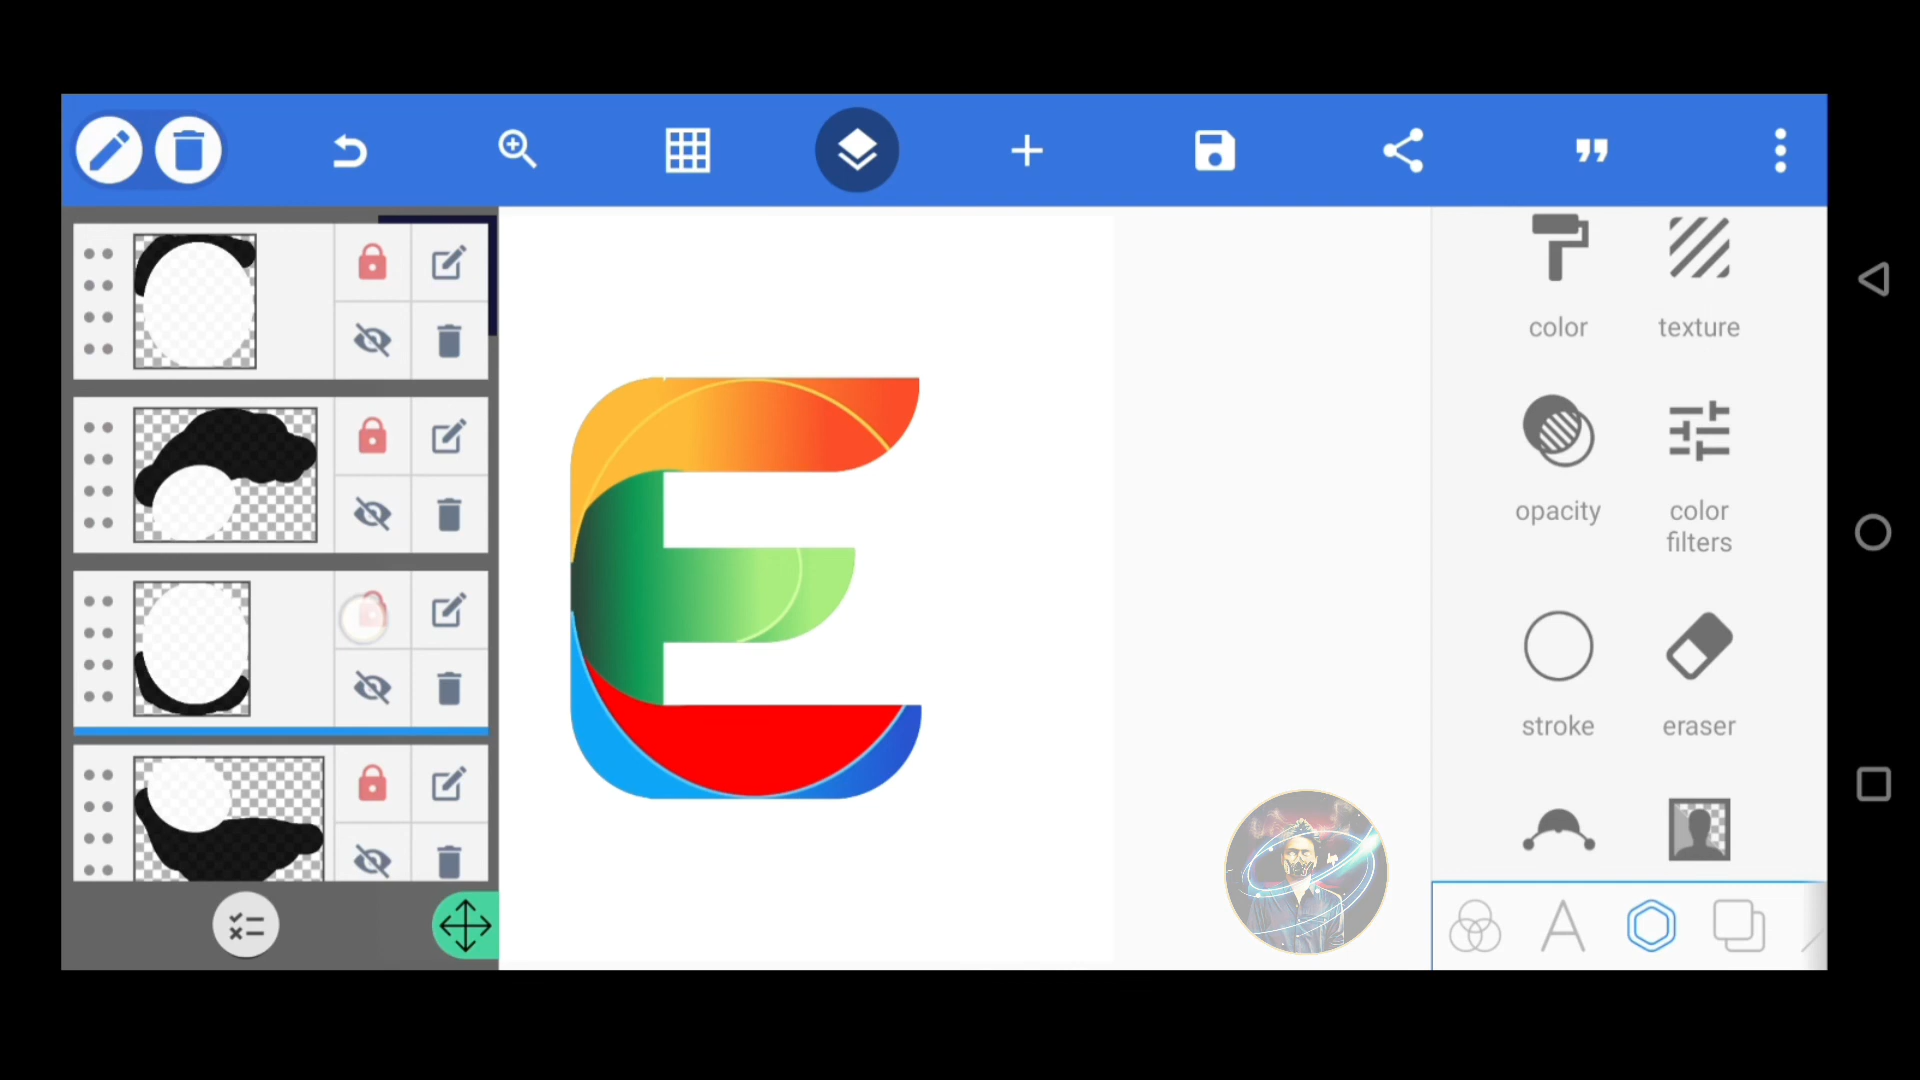 color texture
opacity color
filters
stroke eraser
E